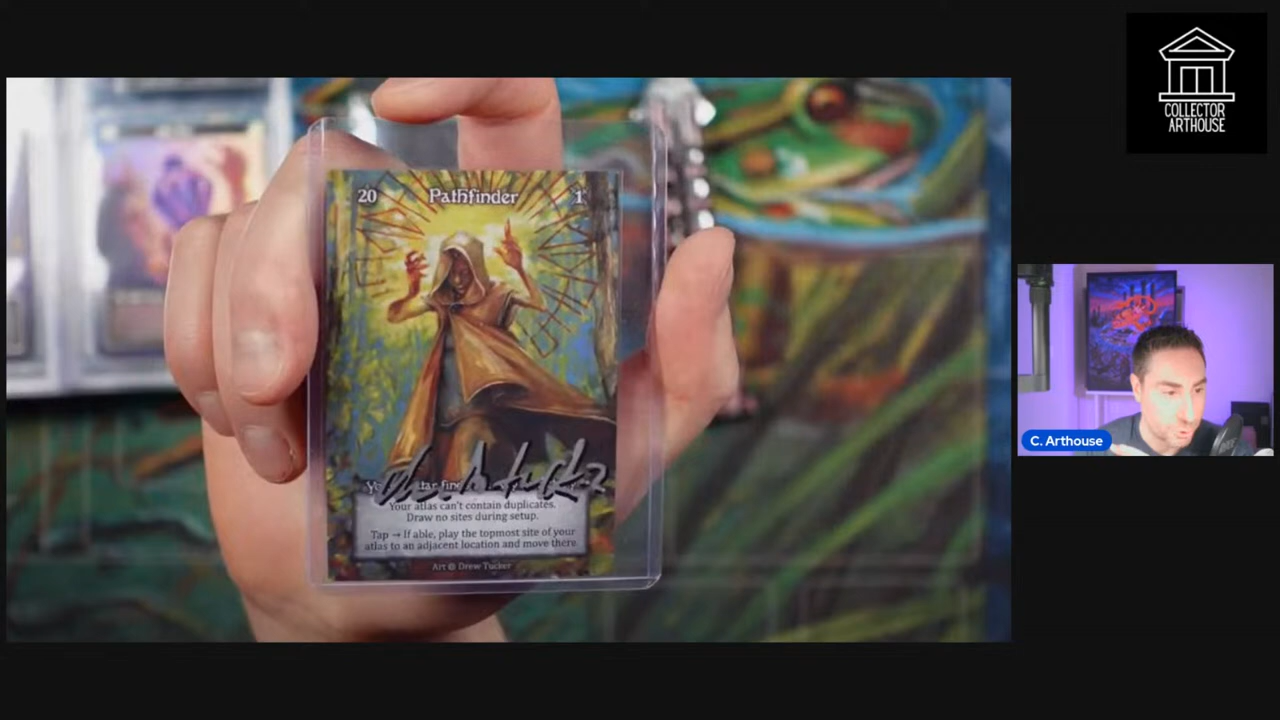 COLLECTOR
ARTHOUSE
20 Pathfinder 1
Your atlas can't contain duplicates.
Draw no sites during setup.
Tap → If able, play the topmost site of your
atlas to an adjacent location and move there.
Art © Drew Tucker
C. Arthouse